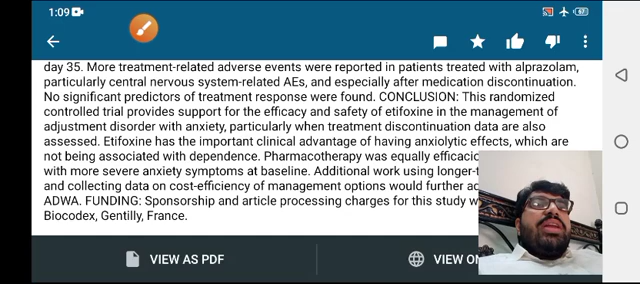 1:09
67
day 35. More treatment-related adverse events were reported in patients treated with alprazolam,
particularly central nervous system-related AEs, and especially after medication discontinuation.
No significant predictors of treatment response were found. CONCLUSION: This randomized
controlled trial provides support for the efficacy and safety of etifoxine in the management of
adjustment disorder with anxiety, particularly when treatment discontinuation data are also
assessed. Etifoxine has the important clinical advantage of having anxiolytic effects, which are
not being associated with dependence. Pharmacotherapy was equally efficaci
with more severe anxiety symptoms at baseline. Additional work using longer-t
and collecting data on cost-efficiency of management options would further ad
ADWA. FUNDING: Sponsorship and article processing charges for this study w
Biocodex, Gentilly, France.
VIEW AS PDF
VIEW ON